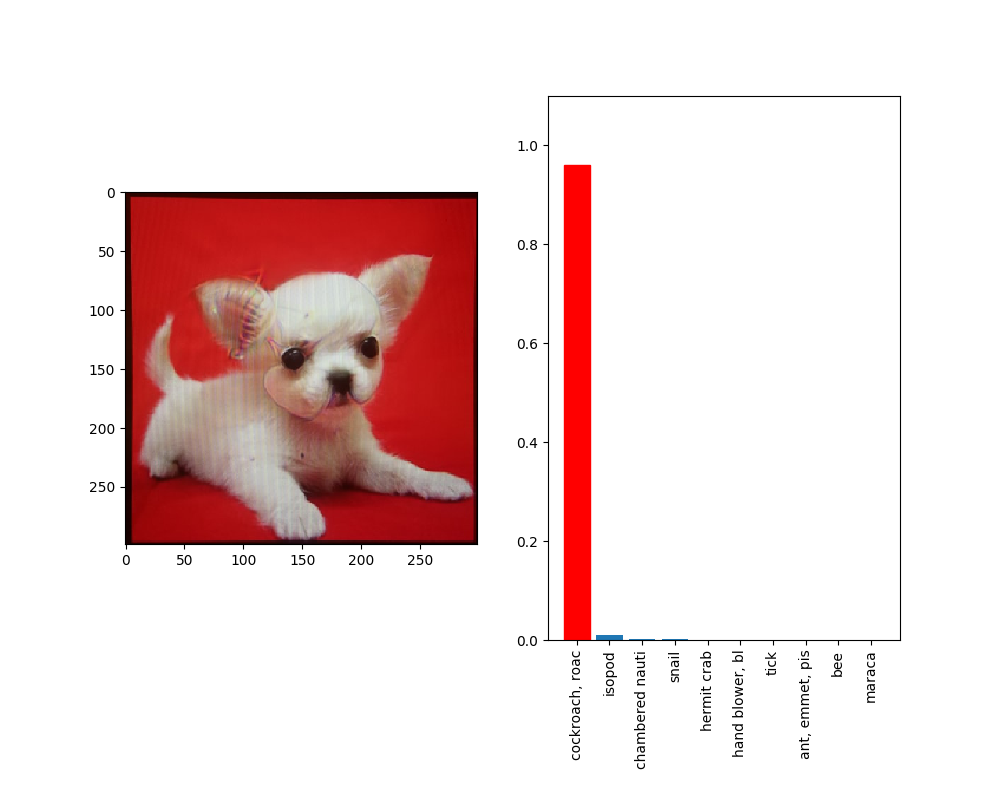 0
50
100
150
200
250
0 50 100 150 200 250
1.0
0.8
0.6
0.4
0.2
0.0
cockroach, roac
isopod
chambered nauti
snail
hermit crab
hand blower, bl
tick
ant, emmet, pis
bee
maraca